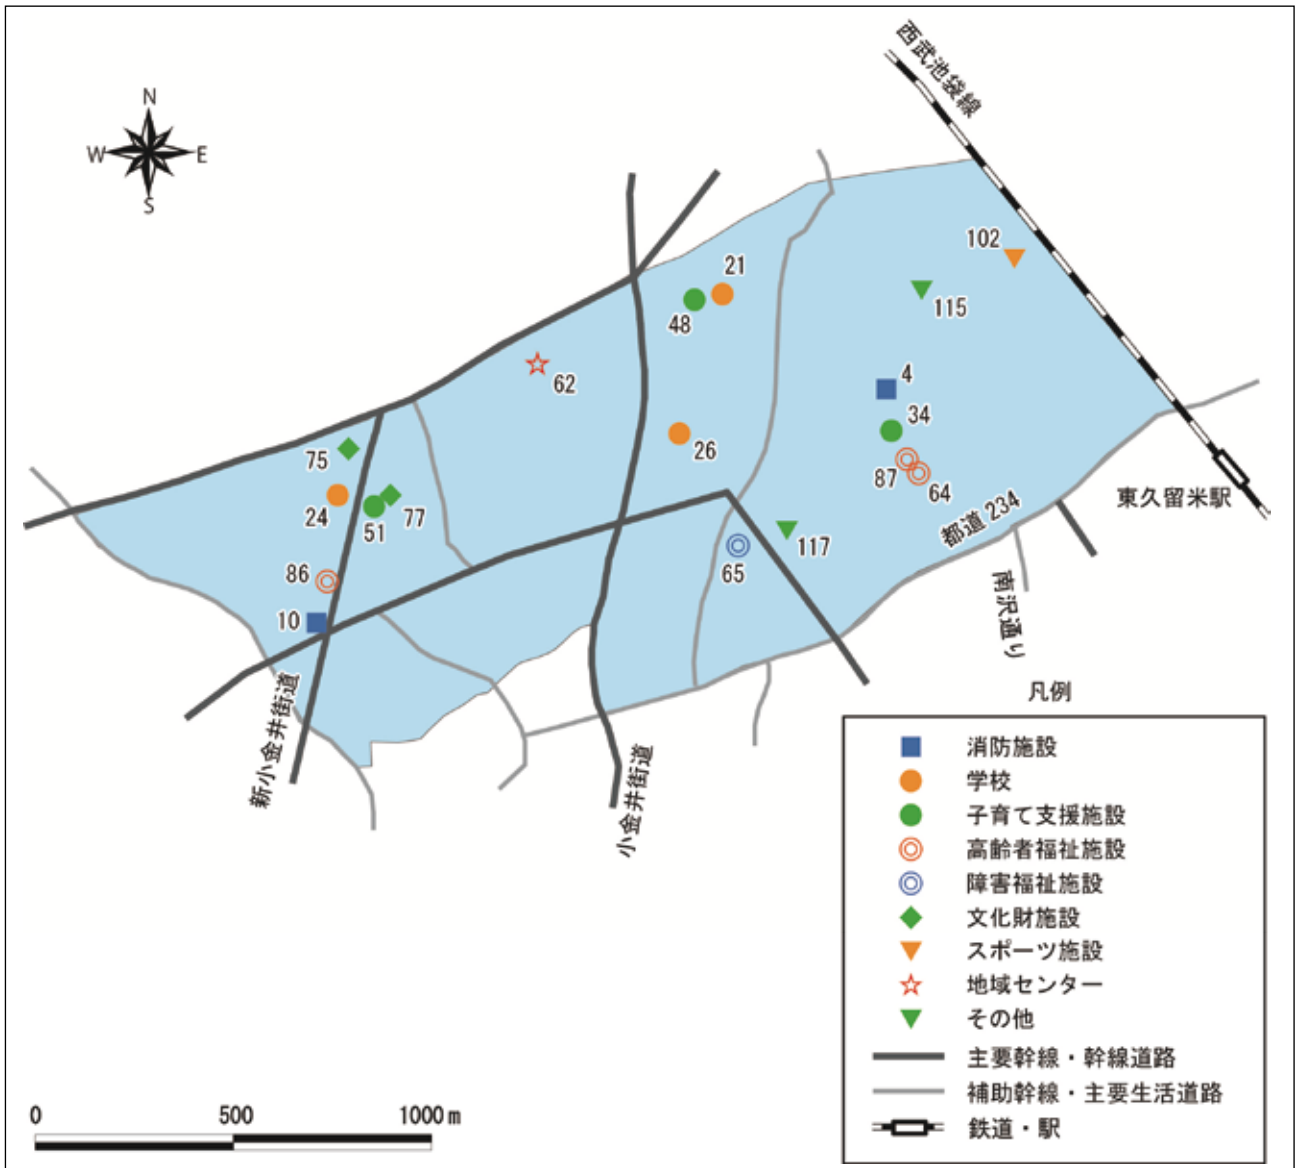 西武池袋線
N
W E
S
102
21
115
48
4
62
34
26
75
87
64
24
51
77
東久留米駅
都道234
117
86
65
南沢通り
10
凡例
新小金井街道
小金井街道
消防施設
学校
子育て支援施設
高齢者福祉施設
障害福祉施設
文化財施設
スポーツ施設
地域センター
その他
主要幹線・幹線道路
補助幹線・主要生活道路
鉄道・駅
0 500 1000m